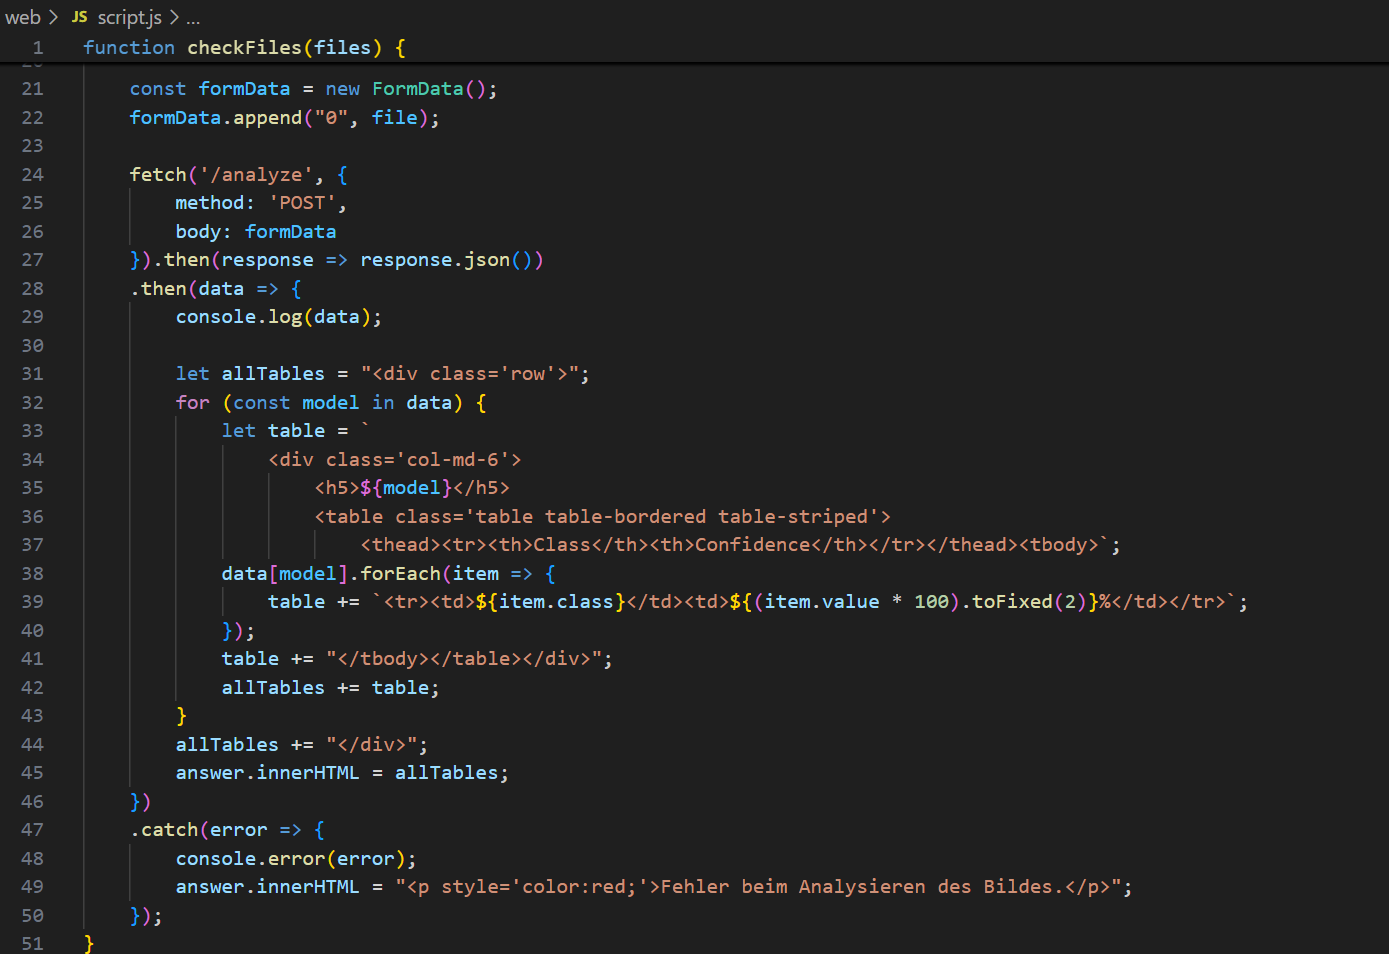 web > JS script.js > ...
1 function checkFiles(files) {
21 const formData = new FormData();
22 formData.append("0", file);
23
24 fetch('/analyze', {
25 method: 'POST',
26 body: formData
27 }).then(response => response.json())
28 .then(data => {
29 console.log(data);
30
31 let allTables = "<div class='row'>";
32 for (const model in data) {
33 let table = `
34 <div class='col-md-6'>
35 <h5>${model}</h5>
36 <table class='table table-bordered table-striped'>
37 <thead><tr><th>Class</th><th>Confidence</th></tr></thead><tbody>`;
38 data[model].forEach(item => {
39 table += `<tr><td>${item.class}</td><td>${(item.value * 100).toFixed(2)}%</td></tr>`;
40 });
41 table += "</tbody></table></div>";
42 allTables += table;
43 }
44 allTables += "</div>";
45 answer.innerHTML = allTables;
46 })
47 .catch(error => {
48 console.error(error);
49 answer.innerHTML = "<p style='color:red;'>Fehler beim Analysieren des Bildes.</p>";
50 });
51 }